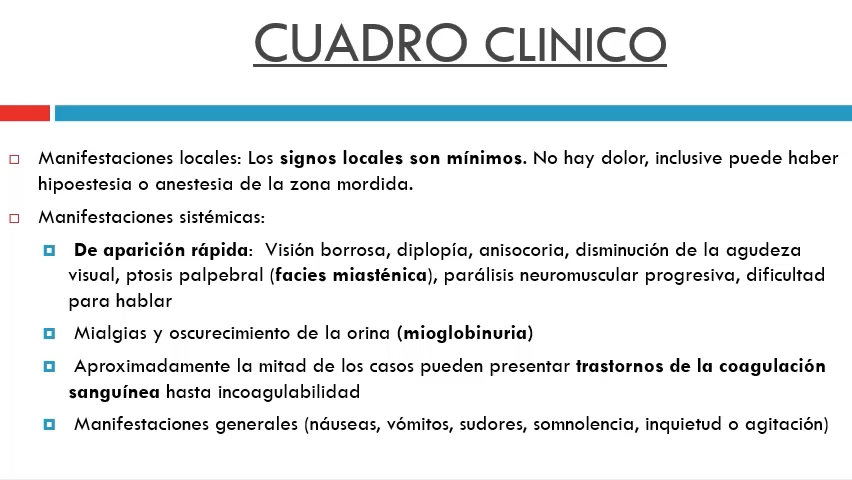 CUADRO CLINICO
Manifestaciones locales: Los signos locales son mínimos. No hay dolor, inclusive puede haber
hipoestesia o anestesia de la zona mordida.
Manifestaciones sistémicas:
De aparición rápida: Visión borrosa, diplopía, anisocoria, disminución de la agudeza
visual, ptosis palpebral (facies miasténica), parálisis neuromuscular progresiva, dificultad
para hablar
Mialgias y oscurecimiento de la orina (mioglobinuria)
Aproximadamente la mitad de los casos pueden presentar trastornos de la coagulación
sanguínea hasta incoagulabilidad
Manifestaciones generales (náuseas, vómitos, sudores, somnolencia, inquietud o agitación)